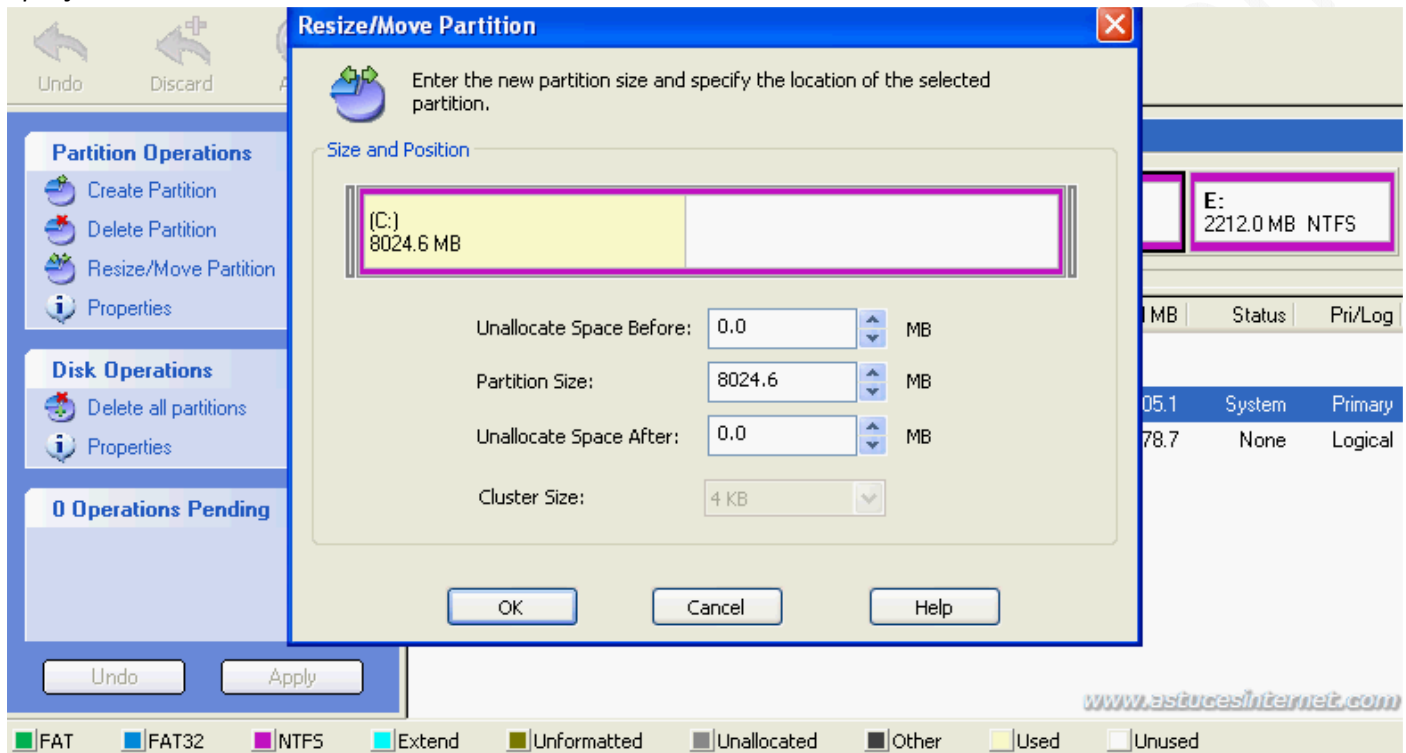 Resize/Move Partition
Undo
Discard
Enter the new partition size and specify the location of the selected
partition.
Partition Operations
Create Partition
Delete Partition
Resize/Move Partition
Properties
Size and Position
(C:)
8024.6 MB
E:
2212.0 MB NTFS
Unallocate Space Before: 0.0 MB
Partition Size: 8024.6 MB
Unallocate Space After: 0.0 MB
Cluster Size: 4 KB
MB Status Pri/Log
05.1 System Primary
78.7 None Logical
Disk Operations
Delete all partitions
Properties
0 Operations Pending
OK Cancel Help
Undo Apply
www.astucesinternet.com
FAT FAT32 NTFS Extend Unformatted Unallocated Other Used Unused